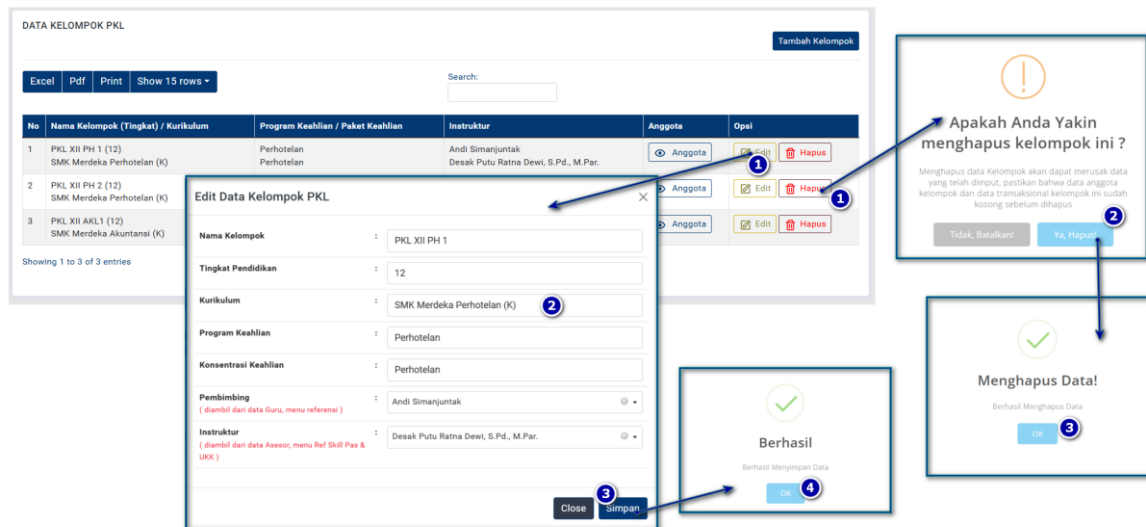 DATA KELOMPOK PKL
Tambah Kelompok
Excel Pdf Print Show 15 rows
Search:
No Nama Kelompok (Tingkat) / Kurikulum Program Keahlian / Paket Keahlian Instruktur Anggota Opsi
1 PKL XII PH 1 (12) Perhotelan Andi Simanjuntak Anggota Edit Hapus
SMK Merdeka Perhotelan (K) Perhotelan Desak Putu Ratna Dewi, S.Pd., M.Par.
1
2 PKL XII PH 2 (12) Anggota Edit Hapus
SMK Merdeka Perhotelan (K)
1
3 PKL XII AKL1 (12) Anggota Edit Hapus
SMK Merdeka Akuntansi (K)
Showing 1 to 3 of 3 entries
Edit Data Kelompok PKL
Nama Kelompok : PKL XII PH 1
Tingkat Pendidikan : 12
Kurikulum : SMK Merdeka Perhotelan (K) 2
Program Keahlian : Perhotelan
Konsentrasi Keahlian : Perhotelan
Pembimbing : Andi Simanjuntak
( diambil dari data Guru, menu referensi )
Instruktur : Desak Putu Ratna Dewi, S.Pd., M.Par.
( diambil dari data Asesor, menu Ref Skill Pas &
UKK )
3
Close Simpan
Berhasil
Berhasil Menyimpan Data
OK 4
Apakah Anda Yakin
menghapus kelompok ini ?
Menghapus data Kelompok akan dapat merusak data
yang telah diinput, pastikan bahwa data anggota
kelompok dan data transaksional kelompok ini sudah
kosong sebelum dihapus
2
Tidak, Batalkan! Ya, Hapus!
Menghapus Data!
Berhasil Menghapus Data
OK 3